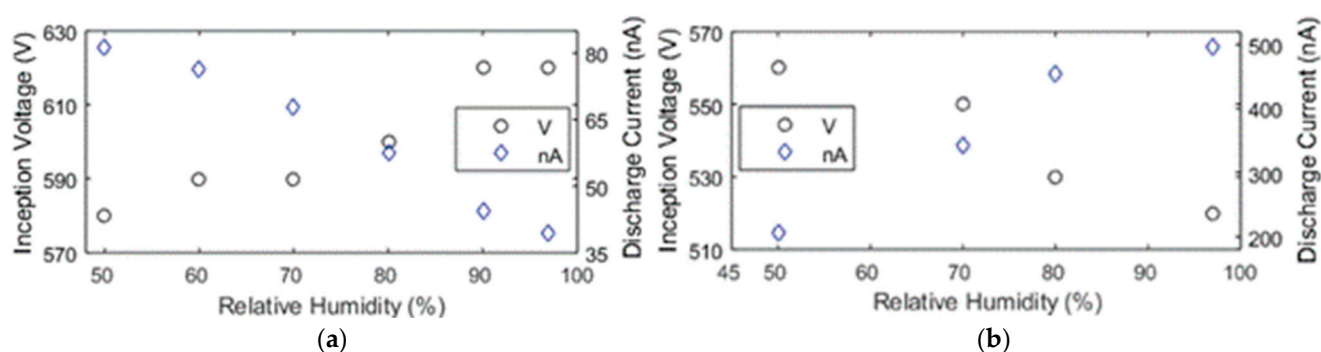 630
610
590
570
Inception Voltage (V)
50 60 70 80 90 100
Relative Humidity (%)
80
65
50
35
Discharge Current (nA)
V
nA
(a)
570
550
530
510
Inception Voltage (V)
45 50 60 70 80 90 100
Relative Humidity (%)
500
400
300
200
Discharge Current (nA)
V
nA
(b)